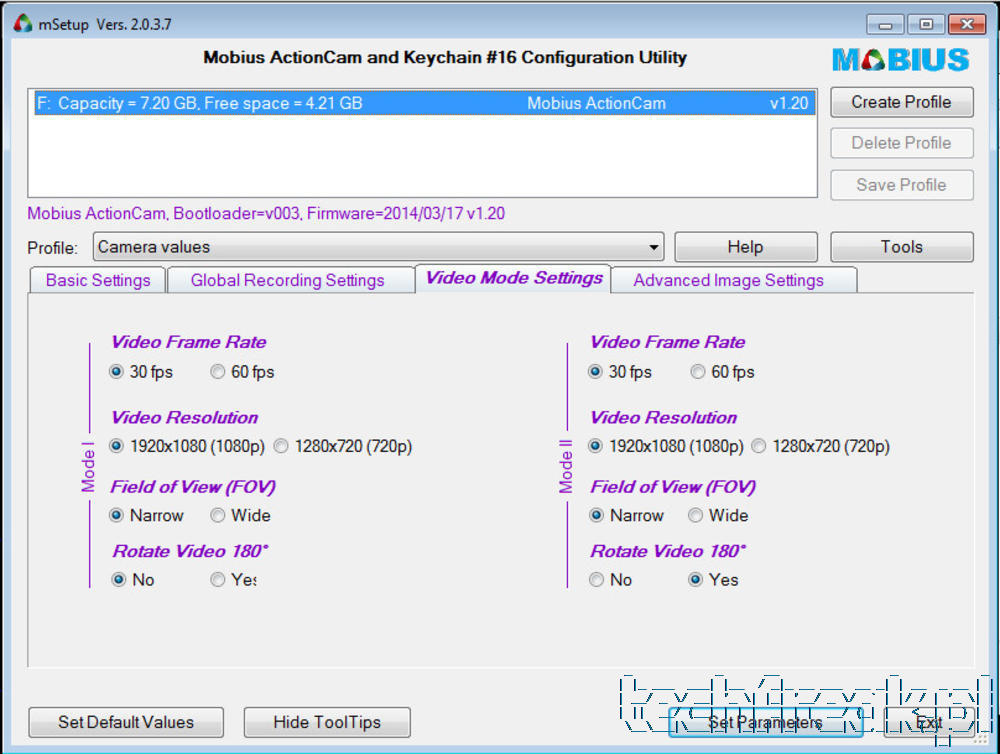 mSetup Vers. 2.0.3.7
Mobius ActionCam and Keychain #16 Configuration Utility
MOBIUS
F: Capacity = 7.20 GB, Free space = 4.21 GB Mobius ActionCam v1.20
Create Profile
Delete Profile
Save Profile
Mobius ActionCam, Bootloader=v003, Firmware=2014/03/17 v1.20
Profile: Camera values Help Tools
Basic Settings Global Recording Settings Video Mode Settings Advanced Image Settings
Mode I
Video Frame Rate
30 fps 60 fps
Video Resolution
1920x1080 (1080p) 1280x720 (720p)
Field of View (FOV)
Narrow Wide
Rotate Video 180°
No Yes
Mode II
Video Frame Rate
30 fps 60 fps
Video Resolution
1920x1080 (1080p) 1280x720 (720p)
Field of View (FOV)
Narrow Wide
Rotate Video 180°
No Yes
Set Default Values Hide ToolTips Set Parameters Exit